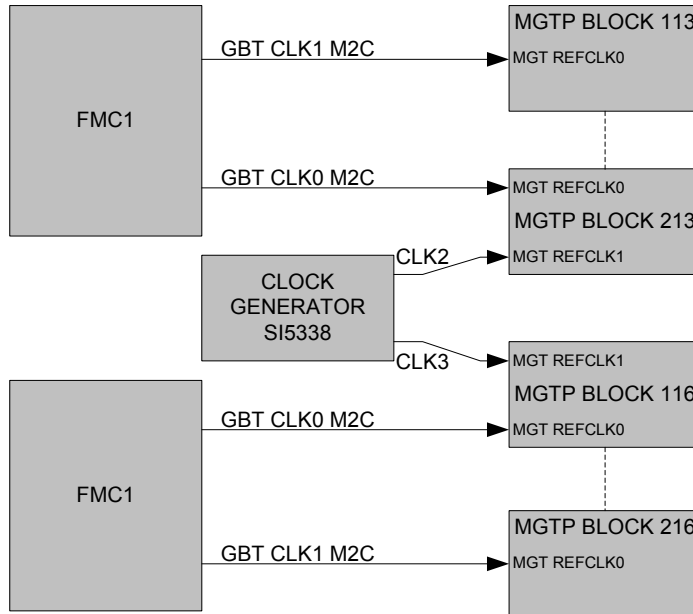 MGTP BLOCK 113
GBT CLK1 M2C
MGT REFCLK0
FMC1
GBT CLK0 M2C
MGT REFCLK0
MGTP BLOCK 213
CLK2
MGT REFCLK1
CLOCK
GENERATOR
SI5338
CLK3
MGT REFCLK1
MGTP BLOCK 116
GBT CLK0 M2C
MGT REFCLK0
FMC1
MGTP BLOCK 216
GBT CLK1 M2C
MGT REFCLK0